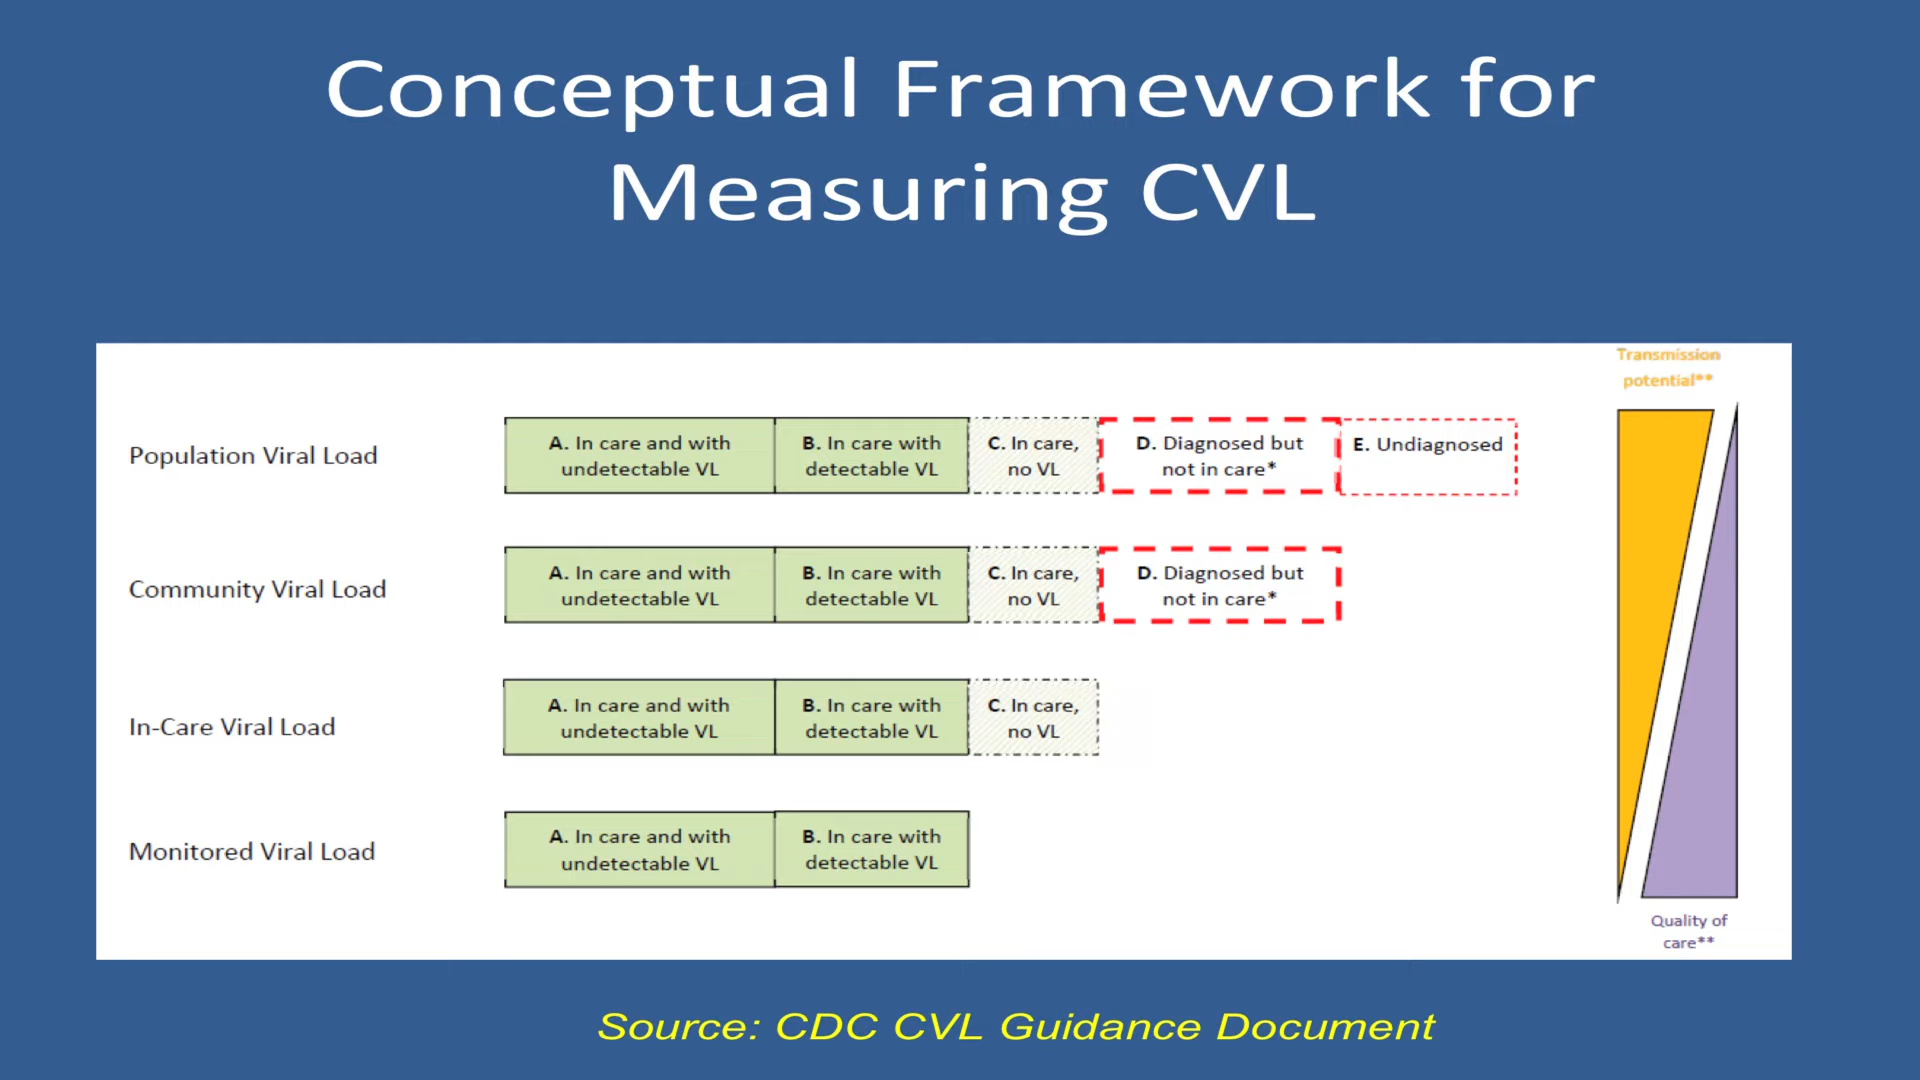 Conceptual Framework for
Measuring CVL
Transmission
potential**
Population Viral Load
A. In care and with
undetectable VL
B. In care with
detectable VL
C. In care,
no VL
D. Diagnosed but
not in care*
E. Undiagnosed
Community Viral Load
A. In care and with
undetectable VL
B. In care with
detectable VL
C. In care,
no VL
D. Diagnosed but
not in care*
In-Care Viral Load
A. In care and with
undetectable VL
B. In care with
detectable VL
C. In care,
no VL
Monitored Viral Load
A. In care and with
undetectable VL
B. In care with
detectable VL
Quality of
care**
Source: CDC CVL Guidance Document